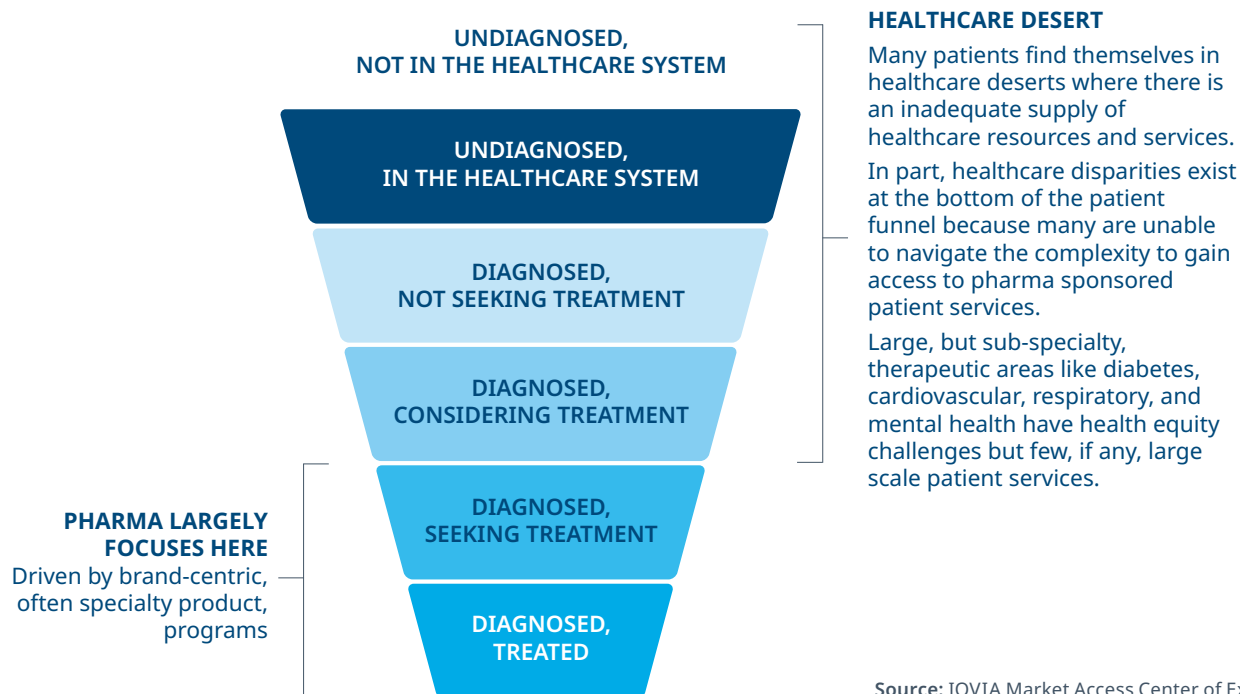 UNDIAGNOSED,
NOT IN THE HEALTHCARE SYSTEM
UNDIAGNOSED,
IN THE HEALTHCARE SYSTEM
DIAGNOSED,
NOT SEEKING TREATMENT
DIAGNOSED,
CONSIDERING TREATMENT
DIAGNOSED,
SEEKING TREATMENT
DIAGNOSED,
TREATED
HEALTHCARE DESERT
Many patients find themselves in
healthcare deserts where there is
an inadequate supply of
healthcare resources and services.
In part, healthcare disparities exist
at the bottom of the patient
funnel because many are unable
to navigate the complexity to gain
access to pharma sponsored
patient services.
Large, but sub-specialty,
therapeutic areas like diabetes,
cardiovascular, respiratory, and
mental health have health equity
challenges but few, if any, large
scale patient services.
PHARMA LARGELY
FOCUSES HERE
Driven by brand-centric,
often specialty product,
programs
Source: IQVIA Market Access Center of